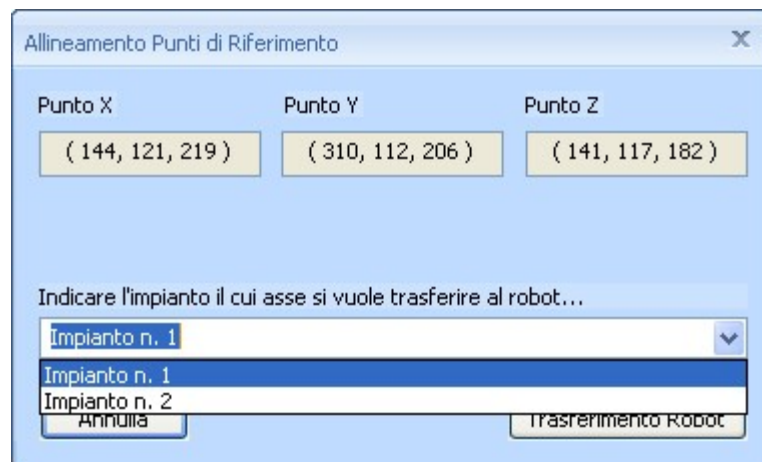 Allineamento Punti di Riferimento
Punto X Punto Y Punto Z
( 144, 121, 219 ) ( 310, 112, 206 ) ( 141, 117, 182 )
Indicare l'impianto il cui asse si vuole trasferire al robot...
Impianto n. 1
Impianto n. 1
Impianto n. 2
Annulla Trasferimento Robot